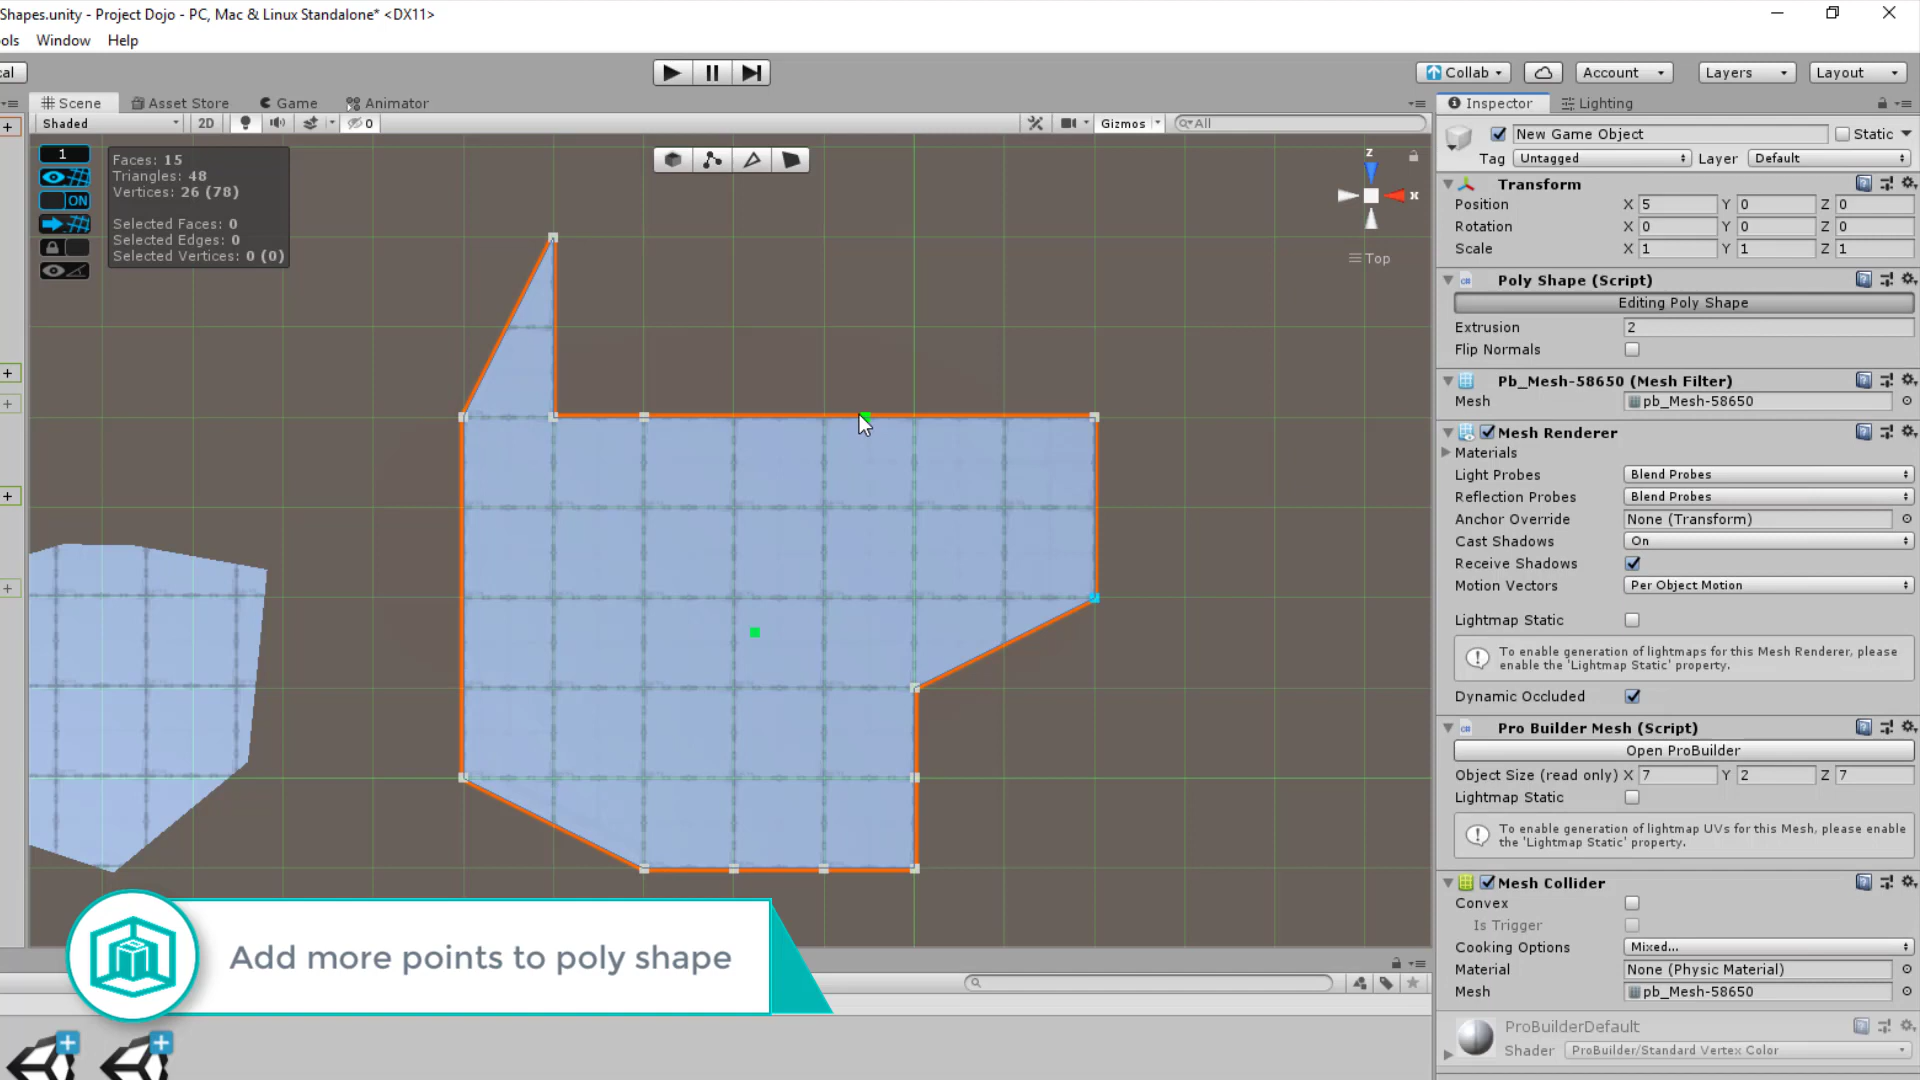 Shapes.unity - Project Dojo - PC, Mac & Linux Standalone* <DX11>
ols Window Help
cal
Collab
Account
Layers
Layout
Scene
Asset Store
Game
Animator
Inspector
Lighting
Shaded
2D
0
Gizmos
All
1
ON
Faces: 15
Triangles: 48
Vertices: 26 (78)
Selected Faces: 0
Selected Edges: 0
Selected Vertices: 0 (0)
z
x
Top
New Game Object
Static
Tag Untagged Layer Default
Transform
Position X 5 Y 0 Z 0
Rotation X 0 Y 0 Z 0
Scale X 1 Y 1 Z 1
Poly Shape (Script)
Editing Poly Shape
Extrusion 2
Flip Normals
Pb_Mesh-58650 (Mesh Filter)
Mesh pb_Mesh-58650
Mesh Renderer
Materials
Light Probes Blend Probes
Reflection Probes Blend Probes
Anchor Override None (Transform)
Cast Shadows On
Receive Shadows
Motion Vectors Per Object Motion
Lightmap Static
To enable generation of lightmaps for this Mesh Renderer, please
enable the 'Lightmap Static' property.
Dynamic Occluded
Pro Builder Mesh (Script)
Open ProBuilder
Object Size (read only) X 7 Y 2 Z 7
Lightmap Static
To enable generation of lightmap UVs for this Mesh, please enable
the 'Lightmap Static' property.
Mesh Collider
Convex
Is Trigger
Cooking Options Mixed...
Material None (Physic Material)
Mesh pb_Mesh-58650
ProBuilderDefault
Shader ProBuilder/Standard Vertex Color
Add more points to poly shape